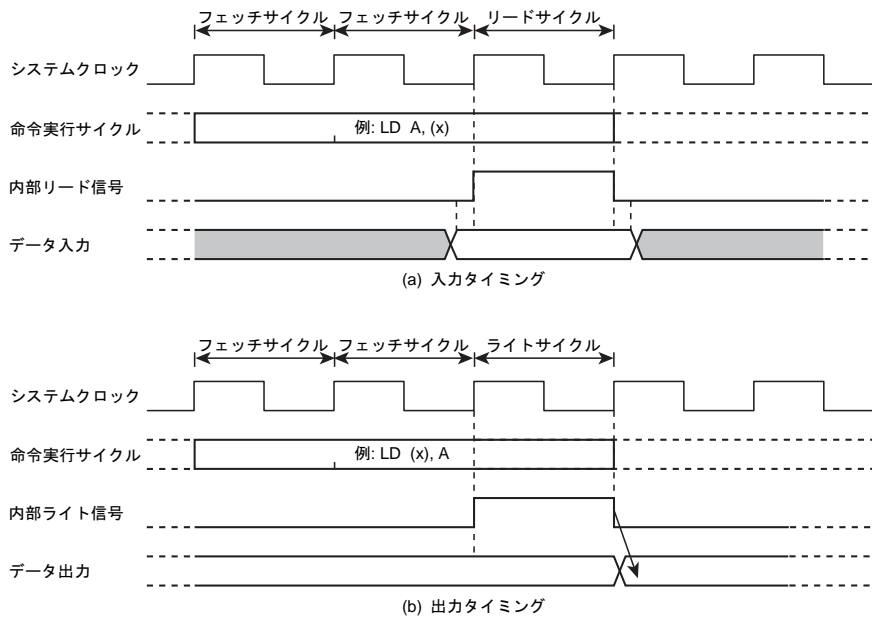 フェッチサイクル フェッチサイクル リードサイクル
システムクロック
命令実行サイクル 例: LD A, (x)
内部リード信号
データ入力
(a) 入力タイミング
フェッチサイクル フェッチサイクル ライトサイクル
システムクロック
命令実行サイクル 例: LD (x), A
内部ライト信号
データ出力
(b) 出力タイミング